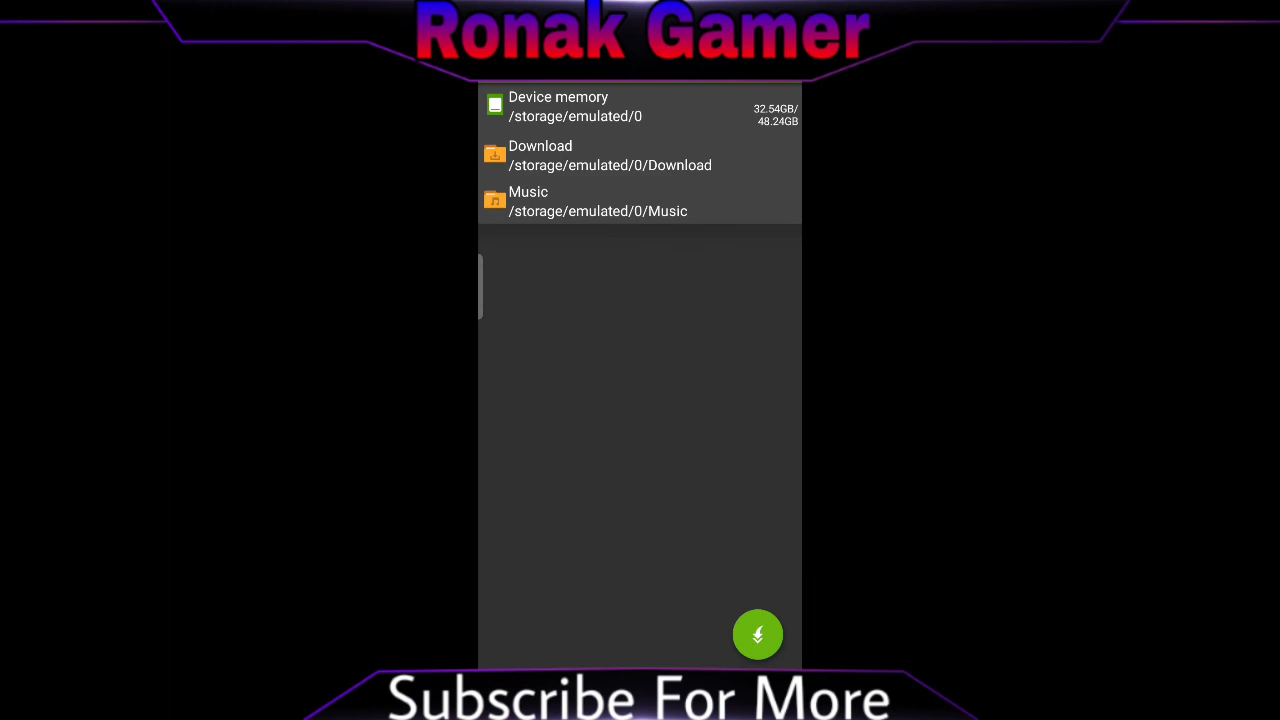 Ronak Gamer
Device memory
/storage/emulated/0
32.54GB/
48.24GB
Download
/storage/emulated/0/Download
Music
/storage/emulated/0/Music
Subscribe For More